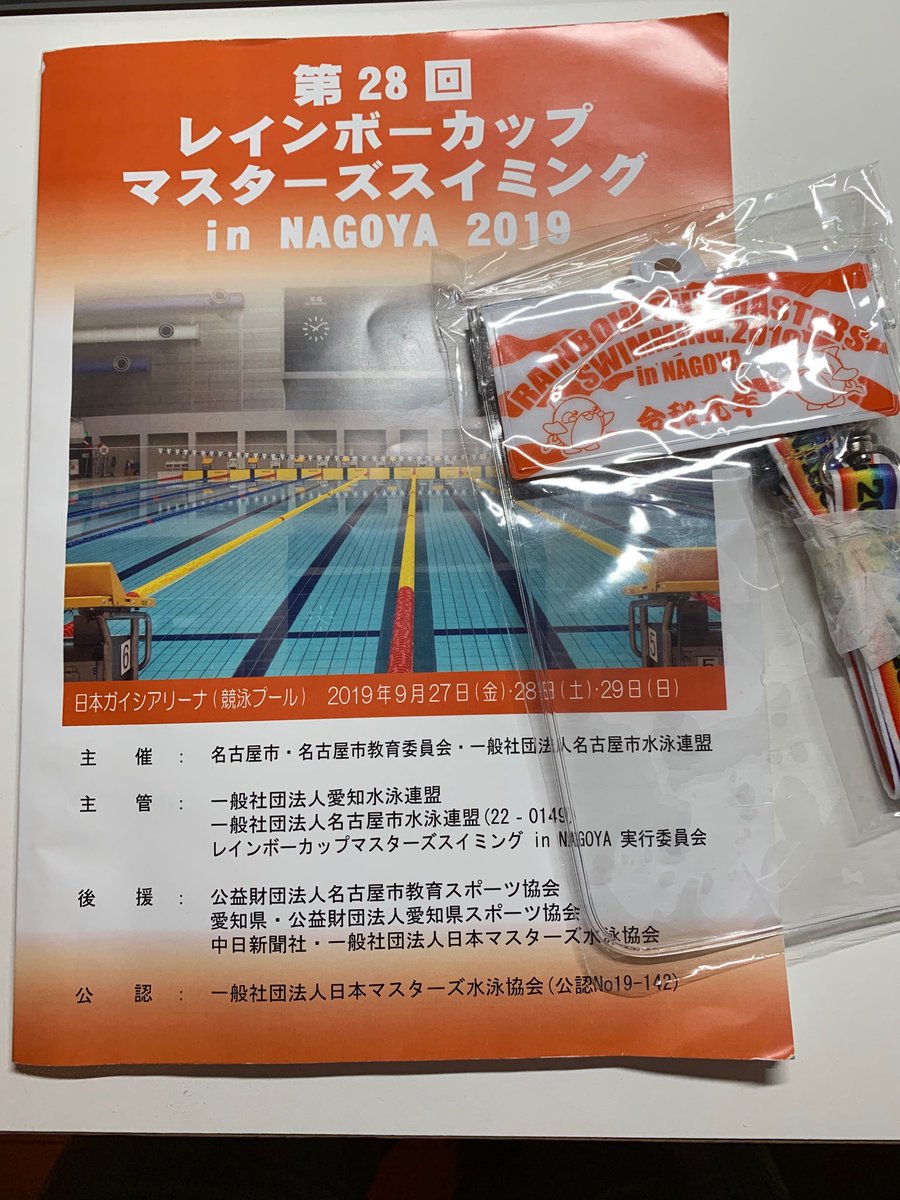 第28回
レインボーカップ
マスターズスイミング
in NAGOYA 2019
6
5
5
日本ガイシアリーナ(競泳プール) 2019年9月27日(金)・28日(土)・29日(日)
主 催 : 名古屋市・名古屋市教育委員会・一般社団法人名古屋市水泳連盟
主 管 : 一般社団法人愛知水泳連盟
一般社団法人名古屋市水泳連盟(22-0149)
レインボーカップマスターズスイミング in NAGOYA 実行委員会
後 援 : 公益財団法人名古屋市教育スポーツ協会
愛知県・公益財団法人愛知県スポーツ協会
中日新聞社・一般社団法人日本マスターズ水泳協会
公 認 : 一般社団法人日本マスターズ水泳協会(公認No19-142)
RAINBOW CUP MASTERS
SWIMMING.2019
in NAGOYA
令和元年
20